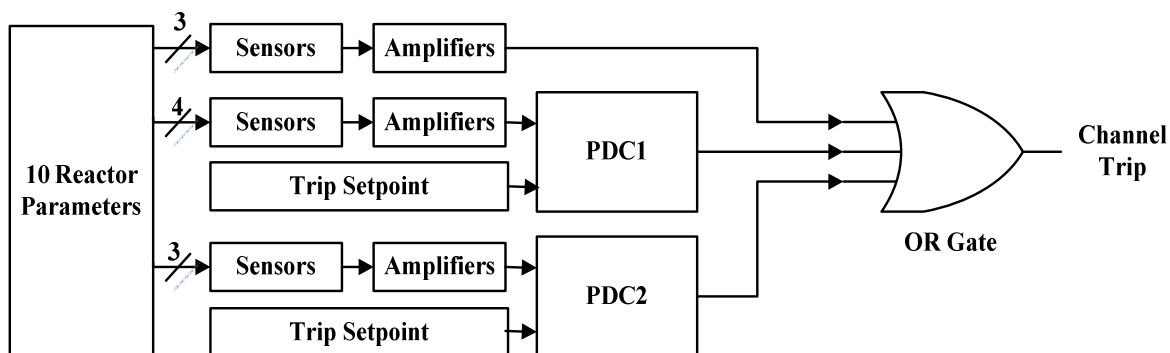 3
Sensors
Amplifiers
4
Sensors
Amplifiers
PDC1
Trip Setpoint
10 Reactor
Parameters
3
Sensors
Amplifiers
PDC2
Trip Setpoint
Channel
Trip
OR Gate